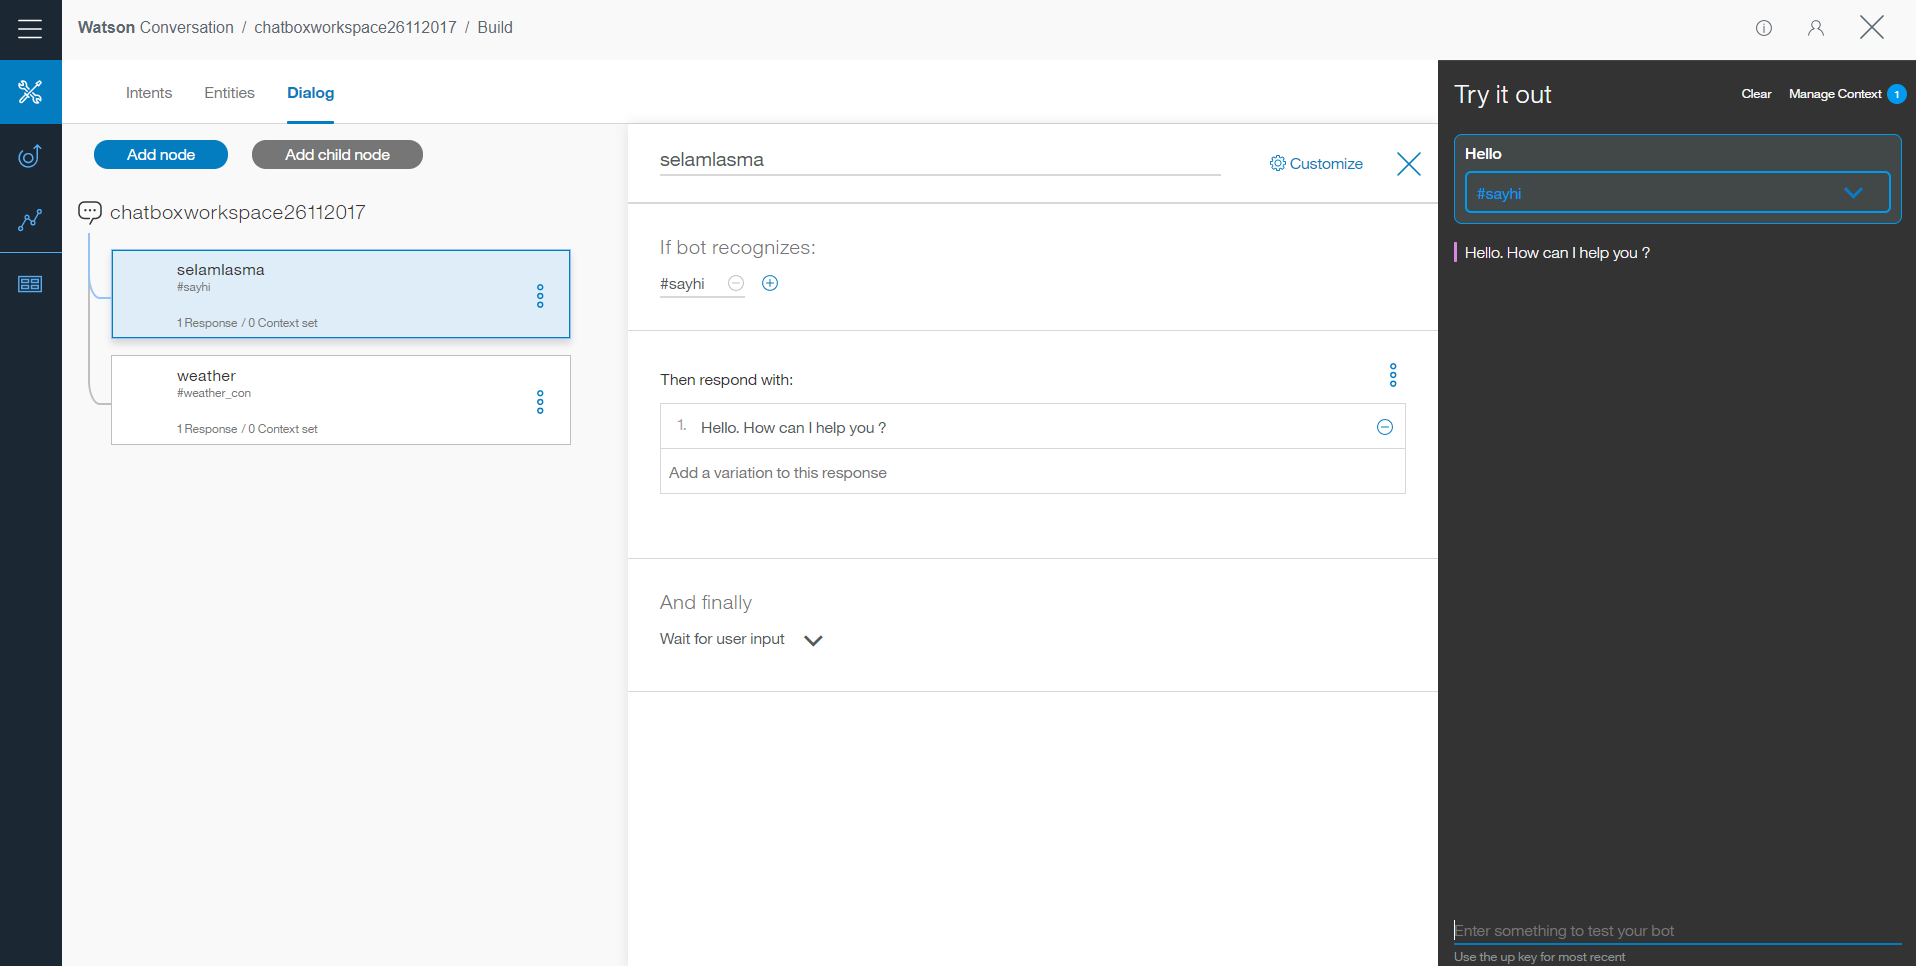 Watson Conversation / chatboxworkspace26112017 / Build
Intents Entities Dialog
Add node Add child node
chatboxworkspace26112017
selamlasma
#sayhi
1 Response / 0 Context set
weather
#weather_con
1 Response / 0 Context set
selamlasma
Customize
If bot recognizes:
#sayhi
Then respond with:
1. Hello. How can I help you ?
Add a variation to this response
And finally
Wait for user input
Try it out Clear Manage Context 1
Hello
#sayhi
Hello. How can I help you ?
Enter something to test your bot
Use the up key for most recent